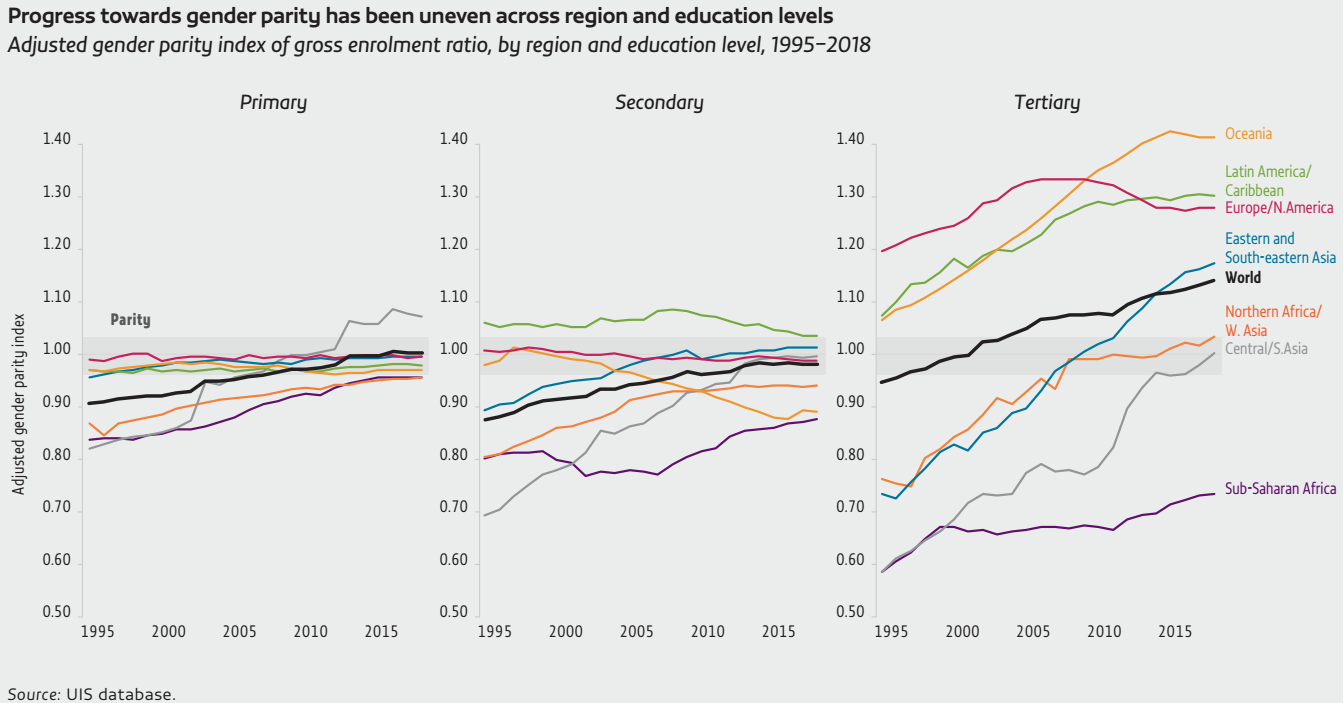 Progress towards gender parity has been uneven across region and education levels
Adjusted gender parity index of gross enrolment ratio, by region and education level, 1995–2018
Primary
Secondary
Tertiary
Adjusted gender parity index
1.40
1.30
1.20
1.10
1.00
0.90
0.80
0.70
0.60
0.50
Parity
1995 2000 2005 2010 2015
1.40
1.30
1.20
1.10
1.00
0.90
0.80
0.70
0.60
0.50
1995 2000 2005 2010 2015
1.40
1.30
1.20
1.10
1.00
0.90
0.80
0.70
0.60
0.50
1995 2000 2005 2010 2015
Oceania
Latin America/
Caribbean
Europe/N.America
Eastern and
South-eastern Asia
World
Northern Africa/
W. Asia
Central/S.Asia
Sub-Saharan Africa
Source: UIS database.